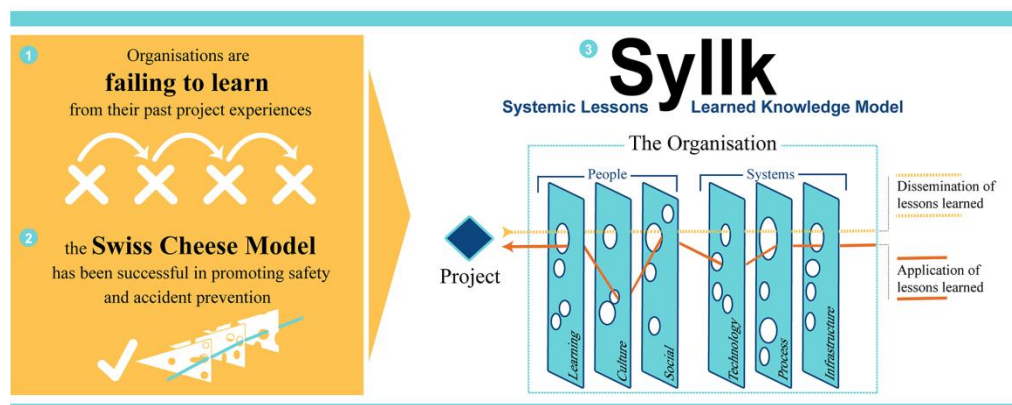 1
Organisations are
failing to learn
from their past project experiences
2
the Swiss Cheese Model
has been successful in promoting safety
and accident prevention
3
Syllk
Systemic Lessons Learned Knowledge Model
The Organisation
People
Systems
Dissemination of
lessons learned
Project
Application of
lessons learned
Learning
Culture
Social
Technology
Process
Infrastructure